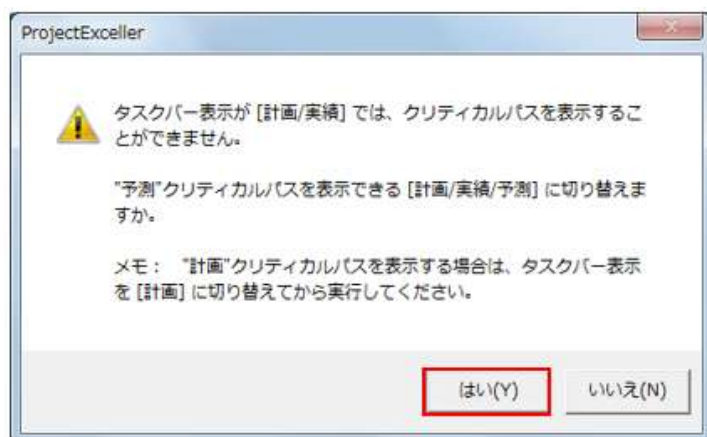 ProjectExceller
タスクバー表示が [計画/実績] では、クリティカルパスを表示するこ
とができません。
"予測"クリティカルパスを表示できる [計画/実績/予測] に切り替えま
すか。
メモ： "計画"クリティカルパスを表示する場合は、タスクバー表示
を [計画] に切り替えてから実行してください。
はい(Y) いいえ(N)